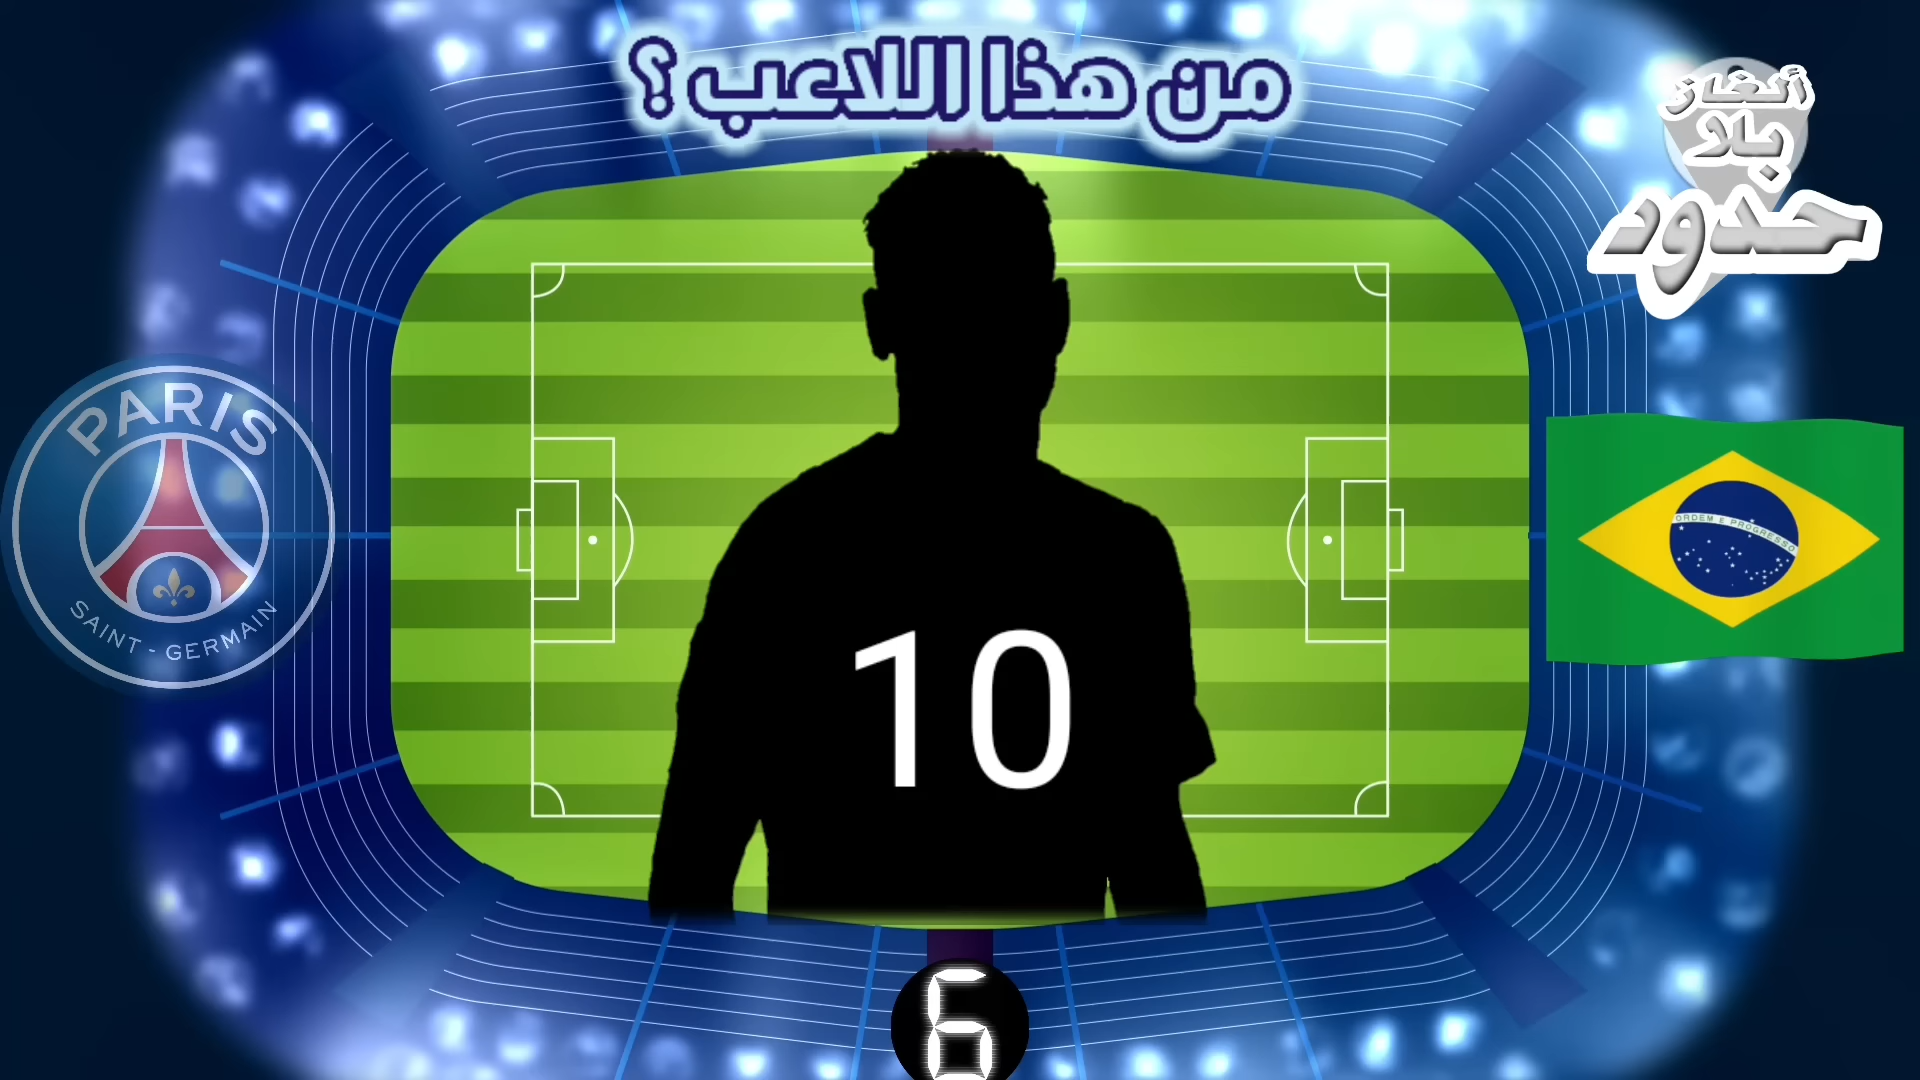 من هذا اللاعب؟
ألغاز
بلا
حدود
PARIS
SAINT - GERMAIN
ORDEM E PROGRESSO
10
6